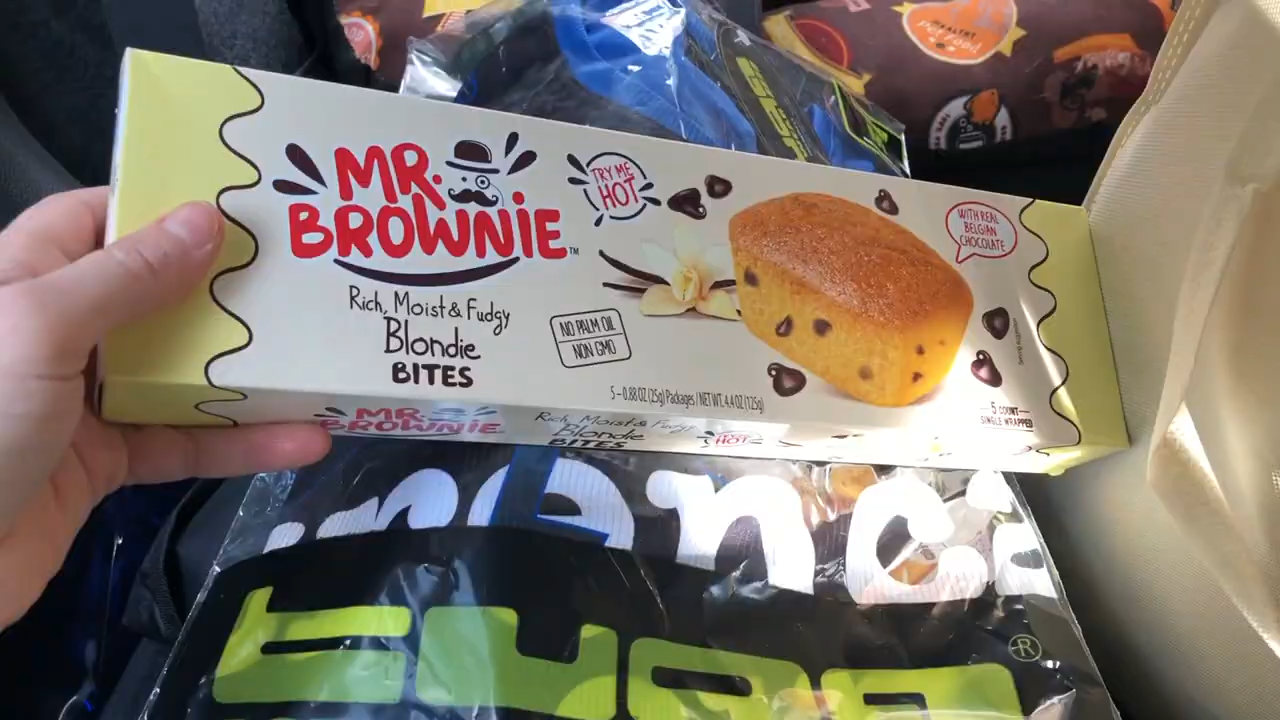 MR.
BROWNIE™
Rich, Moist & Fudgy
Blondie
BITES
TRY ME
HOT
NO PALM OIL
NON GMO
WITH REAL
BELGIAN
CHOCOLATE
5 - 0.88 OZ (25g) Packages / NET WT. 4.4 OZ (125g)
5 COUNT
SINGLE WRAPPED
MR.
BROWNIE
Rich, Moist & Fudgy
Blondie
BITES
HOT
®